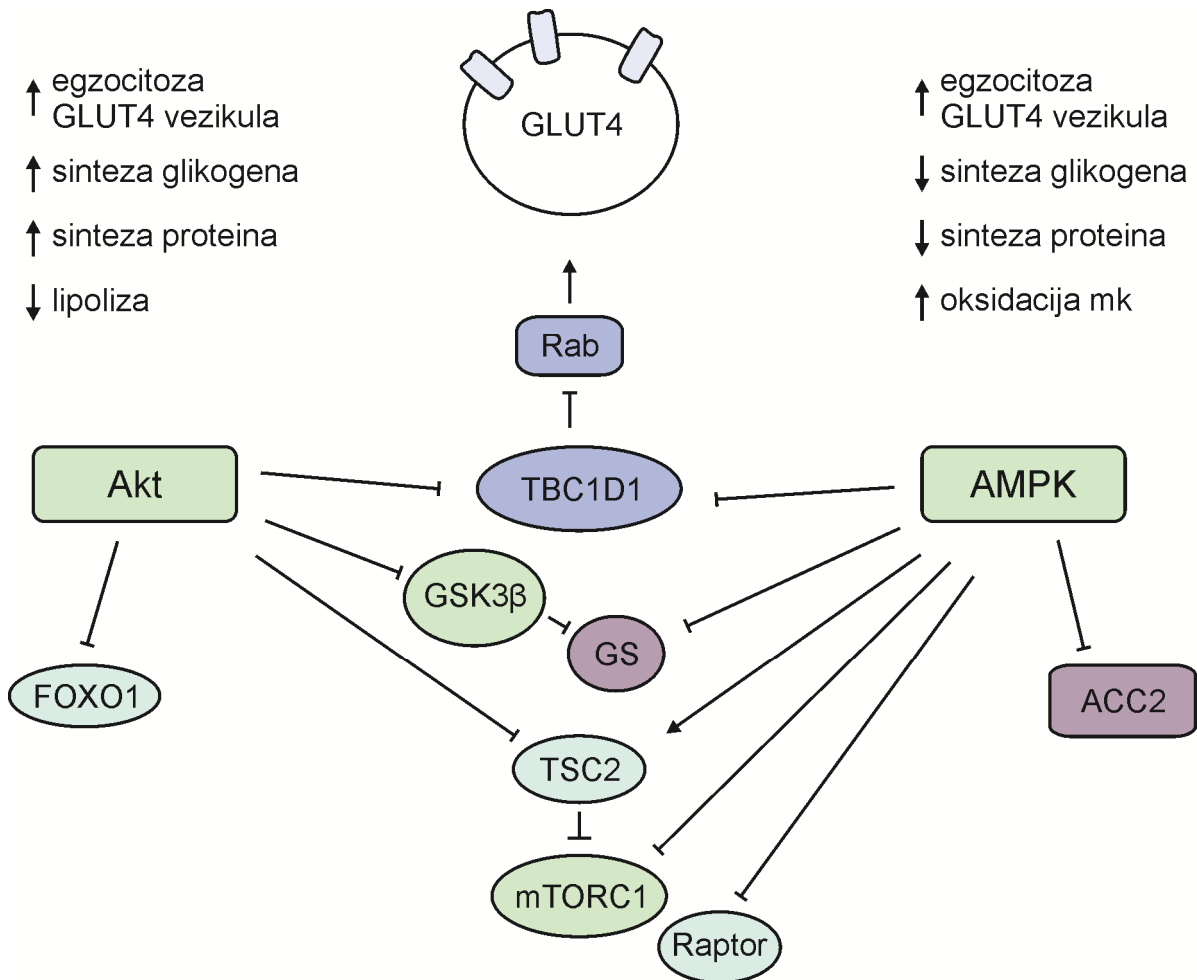 egzocitoza
GLUT4 vezikula
sinteza glikogena
sinteza proteina
lipoliza
GLUT4
egzocitoza
GLUT4 vezikula
sinteza glikogena
sinteza proteina
oksidacija mk
Rab
Akt
TBC1D1
AMPK
GSK3β
GS
FOXO1
ACC2
TSC2
mTORC1
Raptor